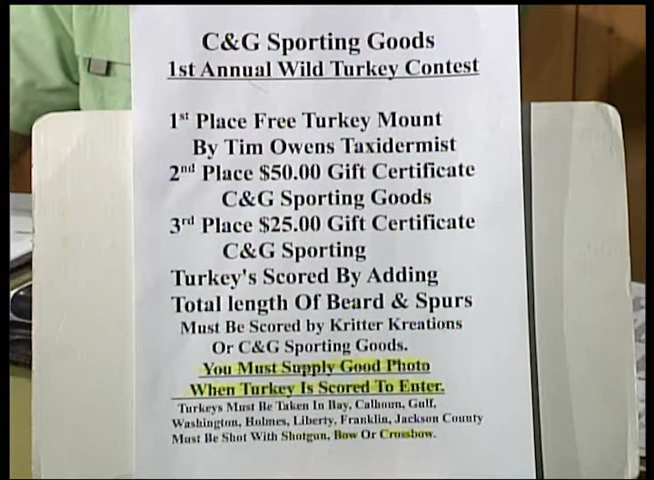 C&G Sporting Goods
1st Annual Wild Turkey Contest
1st Place Free Turkey Mount
By Tim Owens Taxidermist
2nd Place $50.00 Gift Certificate
C&G Sporting Goods
3rd Place $25.00 Gift Certificate
C&G Sporting
Turkey's Scored By Adding
Total length Of Beard & Spurs
Must Be Scored by Kritter Kreations
Or C&G Sporting Goods.
You Must Supply Good Photo
When Turkey Is Scored To Enter.
Turkeys Must Be Taken In Bay, Calhoun, Gulf,
Washington, Holmes, Liberty, Franklin, Jackson County
Must Be Shot With Shotgun, Bow Or Crossbow.